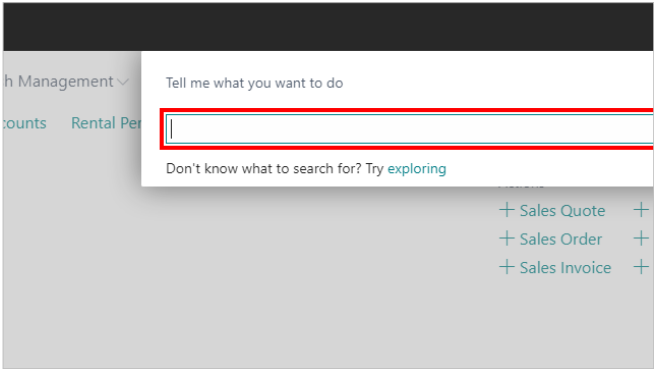 h Management
Tell me what you want to do
counts Rental Per
Don't know what to search for? Try exploring
Actions
+ Sales Quote +
+ Sales Order +
+ Sales Invoice +